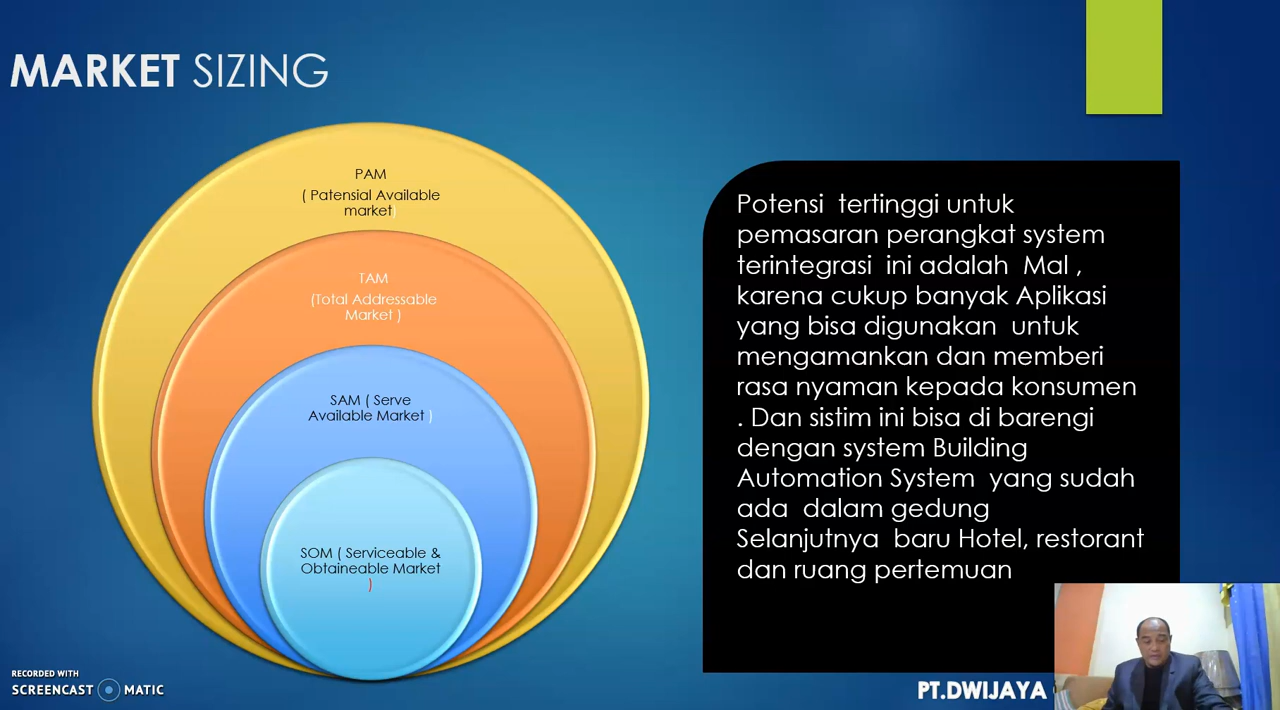 MARKET SIZING
PAM
( Patensial Available
market)
TAM
(Total Addressable
Market )
SAM ( Serve
Available Market )
SOM ( Serviceable &
Obtaineable Market
)
Potensi tertinggi untuk
pemasaran perangkat system
terintegrasi ini adalah Mal ,
karena cukup banyak Aplikasi
yang bisa digunakan untuk
mengamankan dan memberi
rasa nyaman kepada konsumen
. Dan sistim ini bisa di barengi
dengan system Building
Automation System yang sudah
ada dalam gedung
Selanjutnya baru Hotel, restorant
dan ruang pertemuan
RECORDED WITH
SCREENCAST MATIC
PT.DWIJAYA